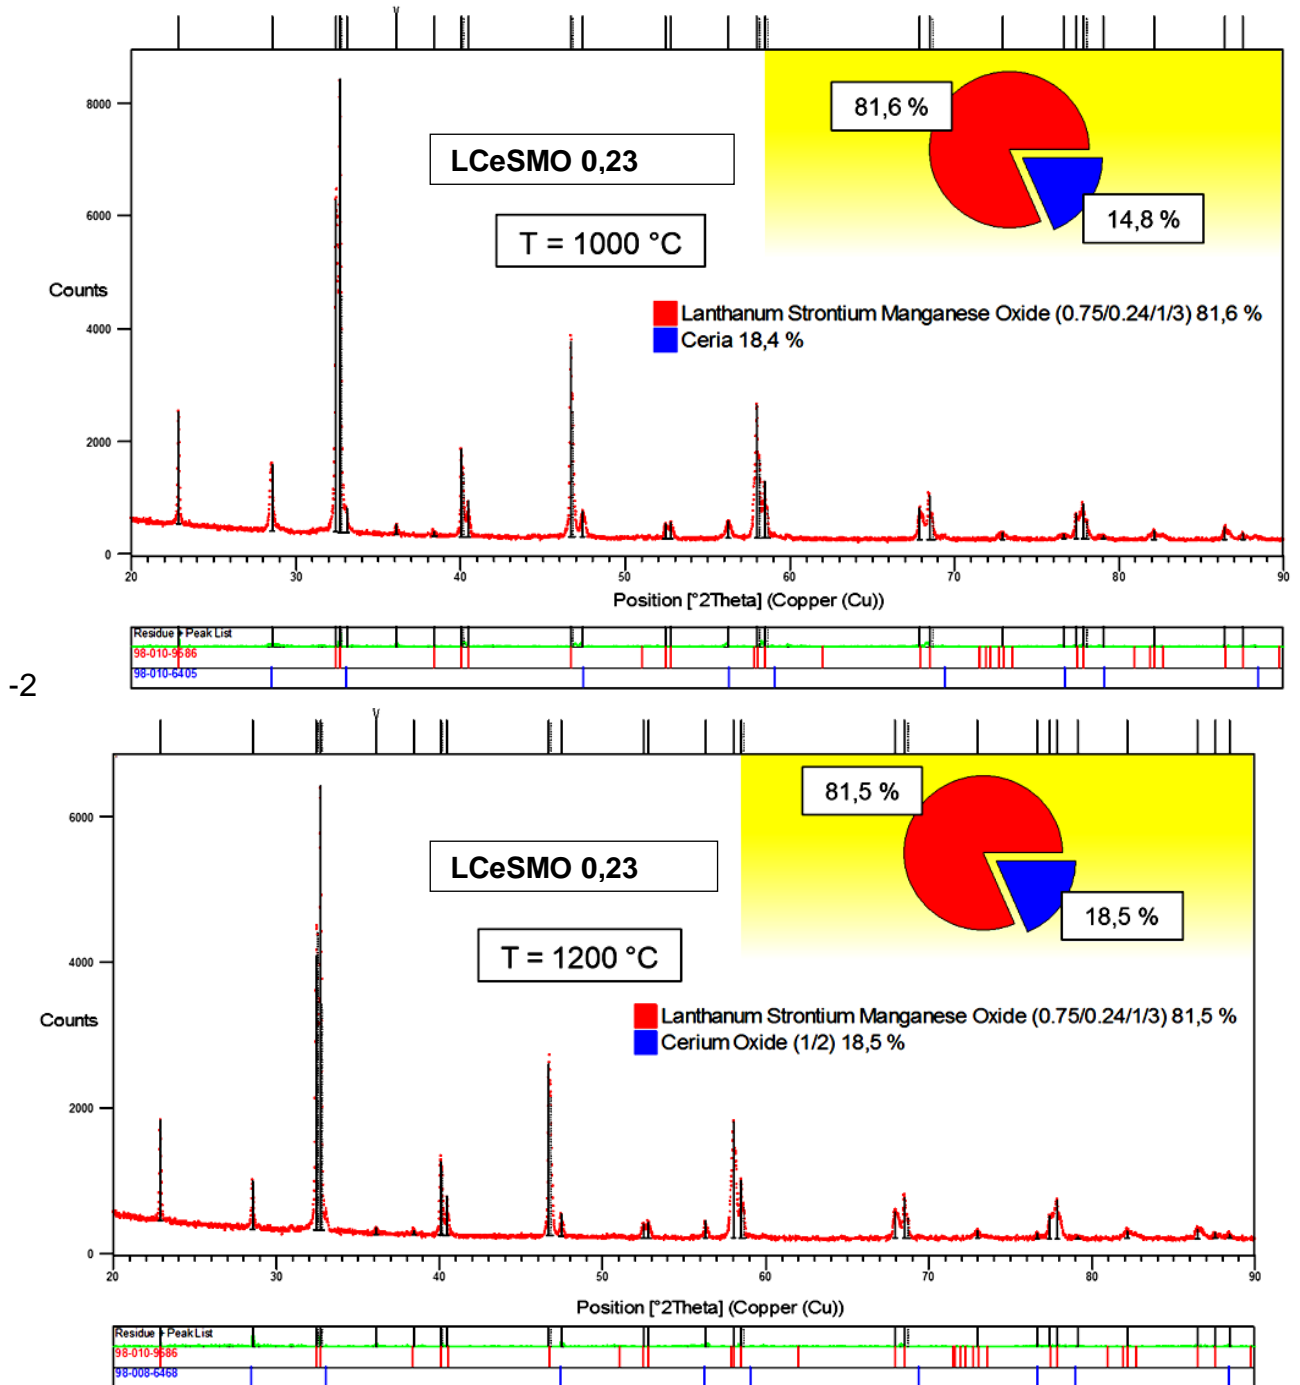 8000
6000
4000
2000
0
Counts
LCeSMO 0,23
T = 1000 °C
81,6 %
14,8 %
Lanthanum Strontium Manganese Oxide (0.75/0.24/1/3) 81,6 %
Ceria 18,4 %
20 30 40 50 60 70 80 90
Position [°2Theta] (Copper (Cu))
Residue + Peak List
98-010-9686
98-010-6405
-2
6000
4000
2000
0
Counts
LCeSMO 0,23
T = 1200 °C
81,5 %
18,5 %
Lanthanum Strontium Manganese Oxide (0.75/0.24/1/3) 81,5 %
Cerium Oxide (1/2) 18,5 %
20 30 40 50 60 70 80 90
Position [°2Theta] (Copper (Cu))
Residue + Peak List
98-010-9686
98-008-6468